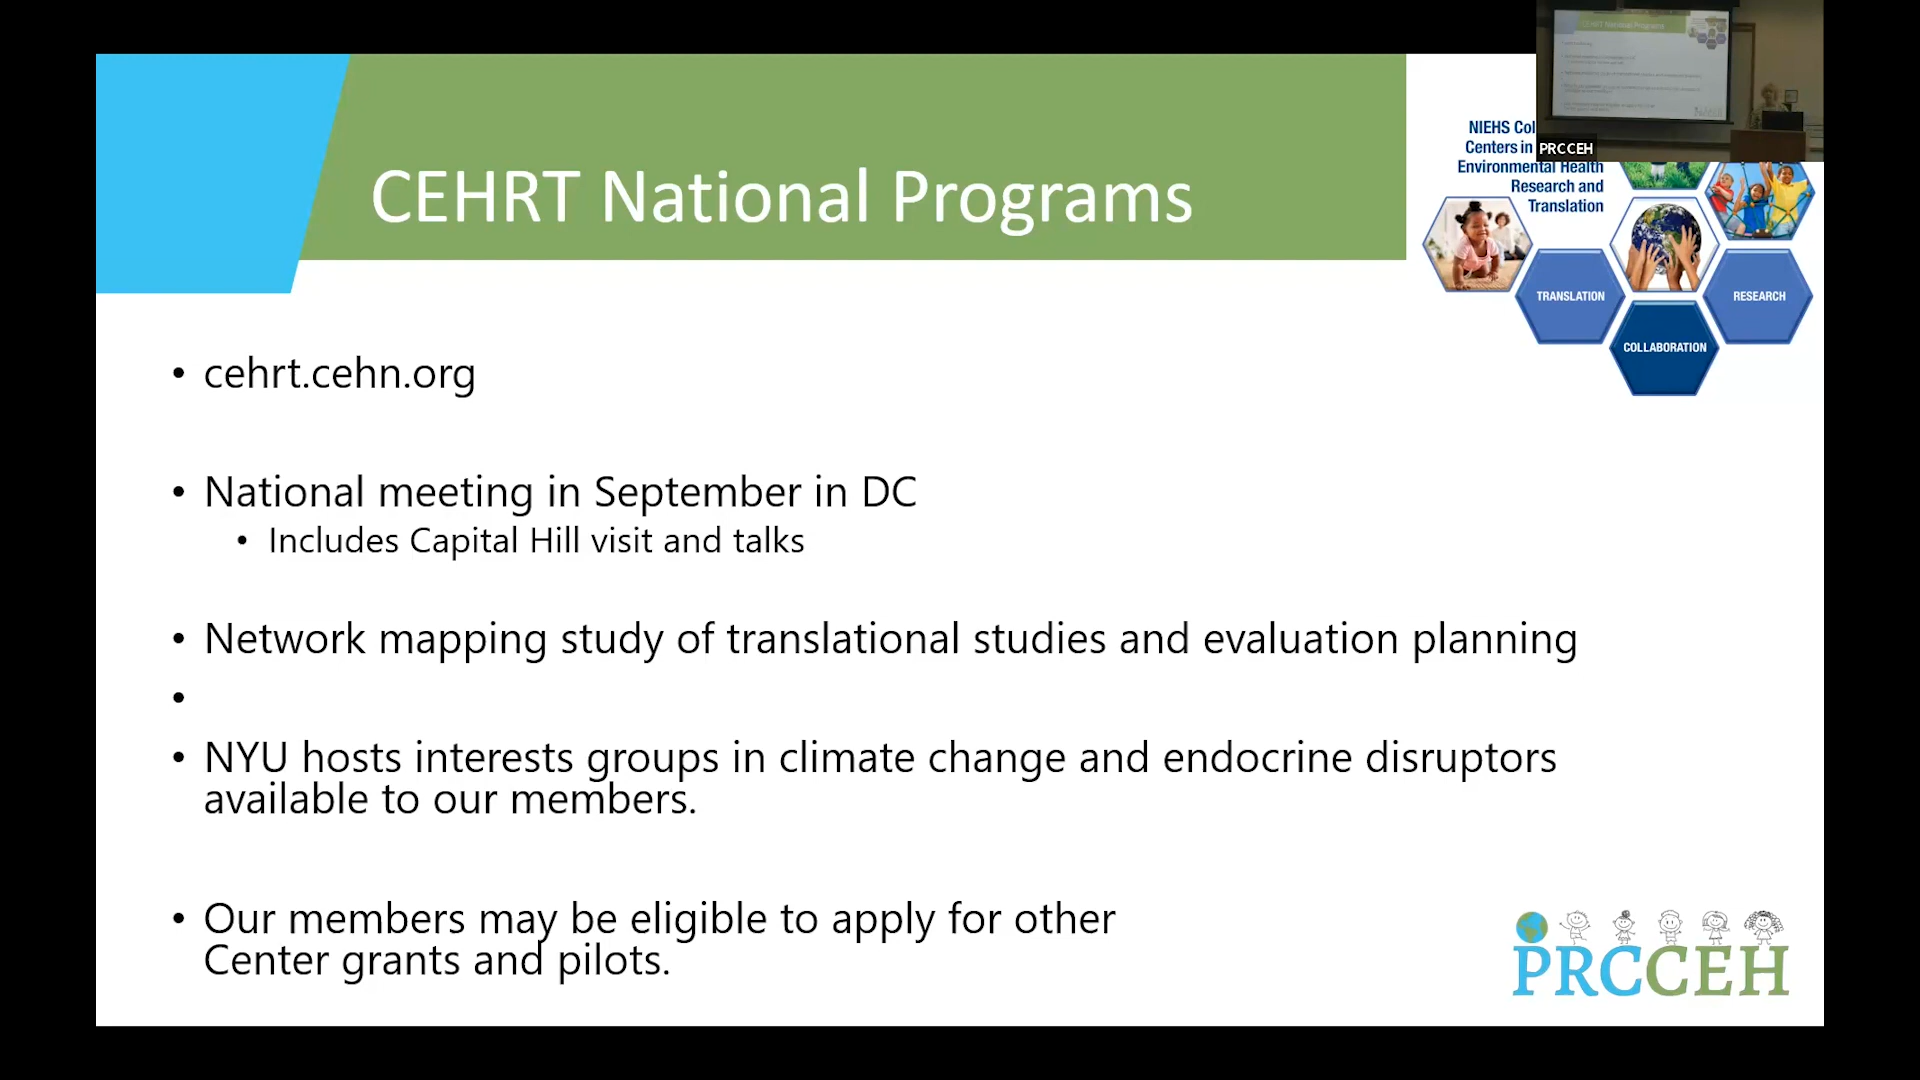 CEHRT National Programs
NIEHS Col
Centers in
Environmental Health
Research and
Translation
PRCCEH
TRANSLATION
RESEARCH
COLLABORATION
• cehrt.cehn.org
• National meeting in September in DC
• Includes Capital Hill visit and talks
• Network mapping study of translational studies and evaluation planning
•
• NYU hosts interests groups in climate change and endocrine disruptors
available to our members.
• Our members may be eligible to apply for other
Center grants and pilots.
PRCCEH